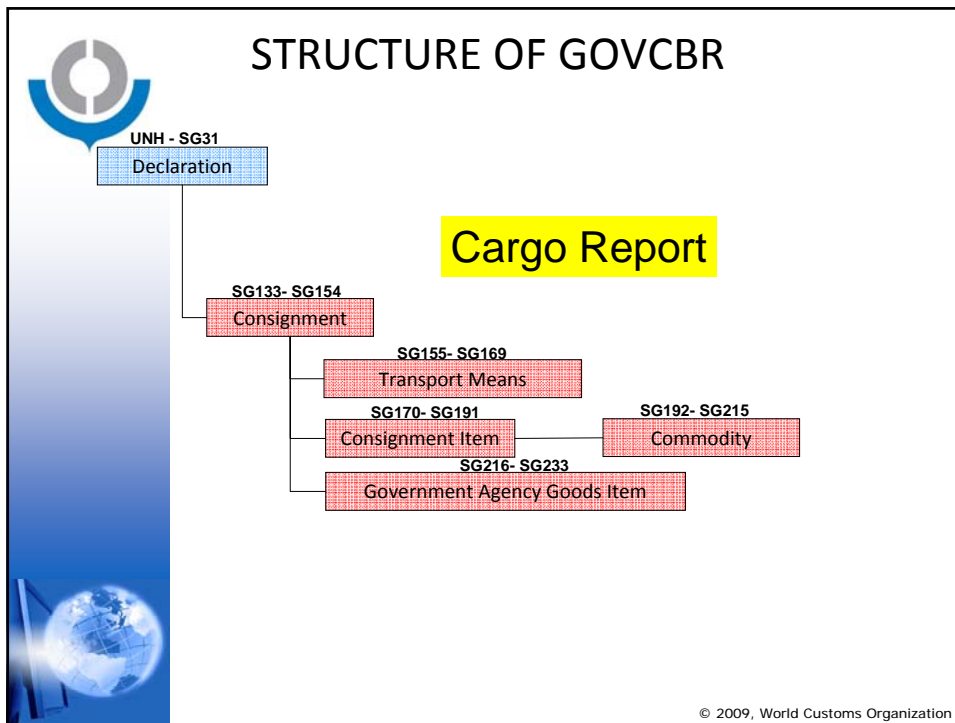 STRUCTURE OF GOVCBR
UNH - SG31
Declaration
Cargo Report
SG133- SG154
Consignment
SG155- SG169
Transport Means
SG170- SG191
Consignment Item
SG192- SG215
Commodity
SG216- SG233
Government Agency Goods Item
© 2009, World Customs Organization